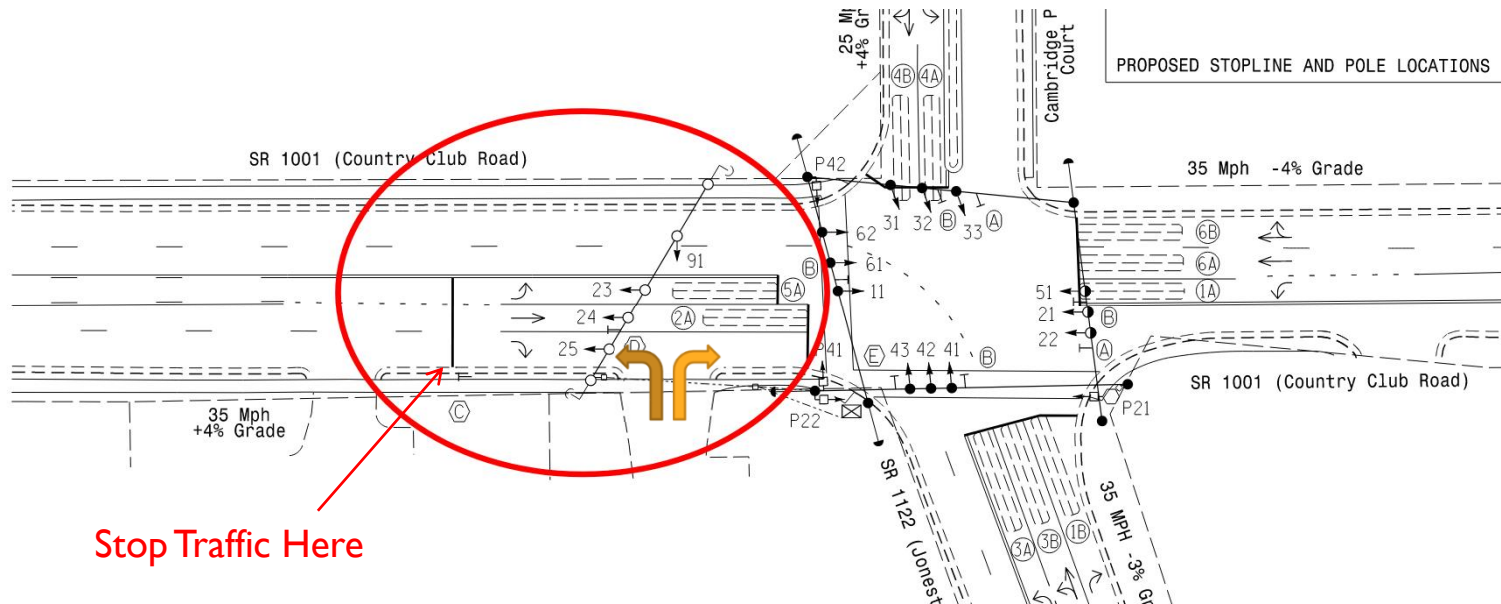 25 Mph
+4% Gr
4B
4A
Cambridge P
Court
PROPOSED STOPLINE AND POLE LOCATIONS
SR 1001 (Country Club Road)
P42
35 Mph -4% Grade
31
32
B
33
A
62
6B
91
B
61
6A
23
5A
11
51
1A
24
2A
21
B
25
D
22
A
P41
E
43
42
41
B
SR 1001 (Country Club Road)
35 Mph
+4% Grade
C
P22
P21
SR 1122 (Jonest
35 MPH -3% Gr
3A
3B
1B
Stop Traffic Here